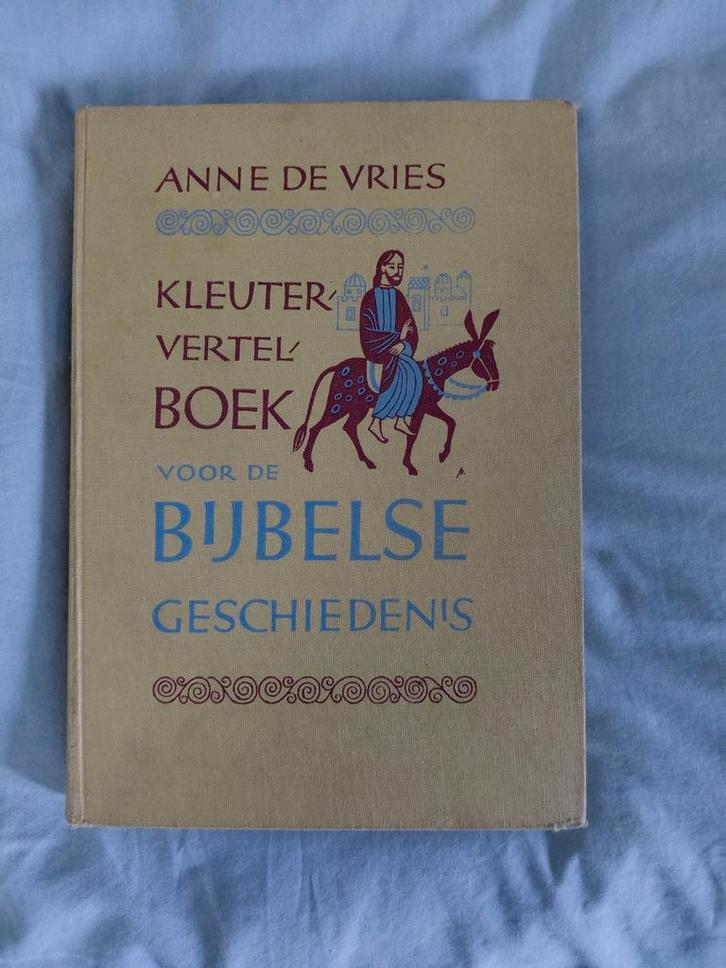 ANNE DE VRIES
KLEUTER-
VERTEL-
BOEK
VOOR DE
BIJBELSE
GESCHIEDENIS